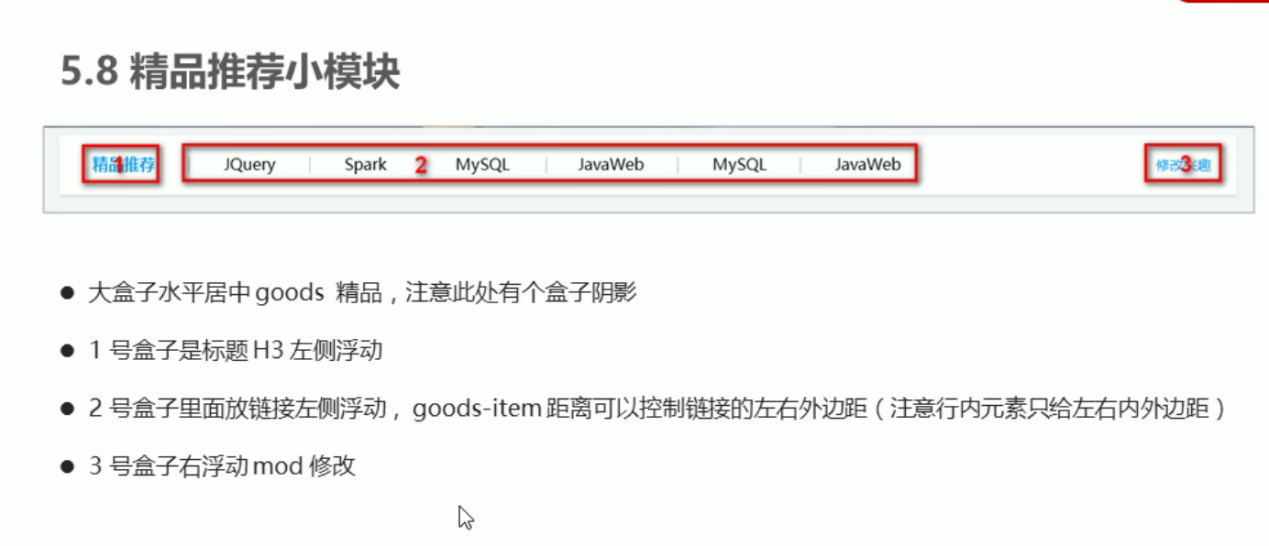 5.8 精品推荐小模块
精品推荐 1 | JQuery | Spark 2 MySQL | JavaWeb | MySQL | JavaWeb 修改兴趣 3
● 大盒子水平居中 goods 精品，注意此处有个盒子阴影
● 1 号盒子是标题 H3 左侧浮动
● 2 号盒子里面放链接左侧浮动， goods-item 距离可以控制链接的左右外边距（注意行内元素只给左右内外边距）
● 3 号盒子右浮动 mod 修改